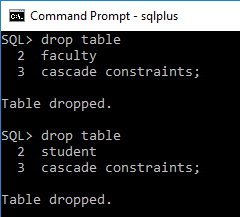 Command Prompt - sqlplus
SQL> drop table
  2  faculty
  3  cascade constraints;
Table dropped.
SQL> drop table
  2  student
  3  cascade constraints;
Table dropped.